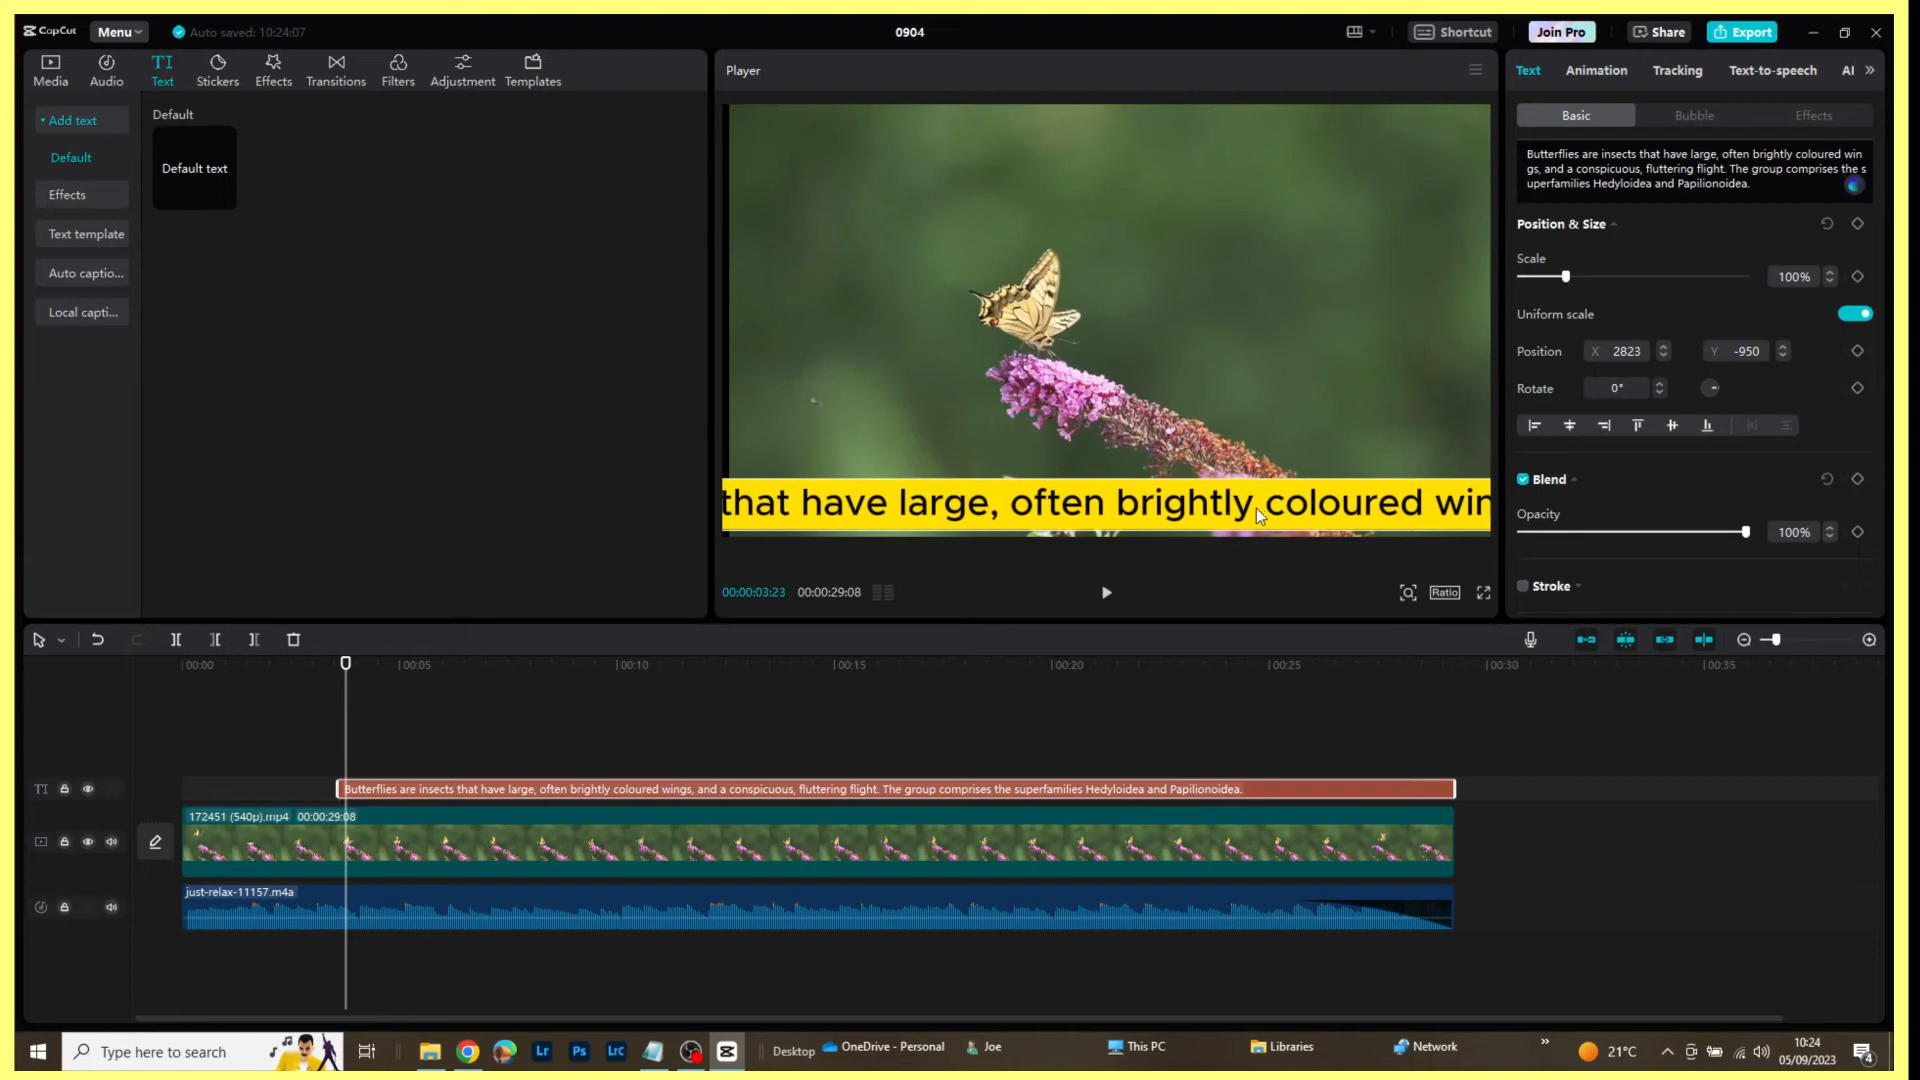 CapCut
Menu
Auto saved: 10:24:07
0904
Shortcut
Join Pro
Share
Export
Media
Audio
TI
Text
Stickers
Effects
Transitions
Filters
Adjustment
Templates
Add text
Default
Effects
Text template
Auto captio...
Local capti...
Default
Default text
Player
that have large, often brightly coloured win
00:00:03:23
00:00:29:08
Ratio
Text
Animation
Tracking
Text-to-speech
AI
Basic
Bubble
Effects
Butterflies are insects that have large, often brightly coloured win
gs, and a conspicuous, fluttering flight. The group comprises the s
uperfamilies Hedyloidea and Papilionoidea.
Position & Size
Scale
100%
Uniform scale
Position
X 2823
Y -950
Rotate
0°
Blend
Opacity
100%
Stroke
00:00
00:05
00:10
00:15
00:20
00:25
00:30
00:35
TI
Butterflies are insects that have large, often brightly coloured wings, and a conspicuous, fluttering flight. The group comprises the superfamilies Hedyloidea and Papilionoidea.
172451 (540p).mp4 00:00:29:08
just-relax-11157.m4a
Type here to search
Lr
Ps
LrC
Desktop
OneDrive - Personal
Joe
This PC
Libraries
Network
21°C
10:24
05/09/2023
4